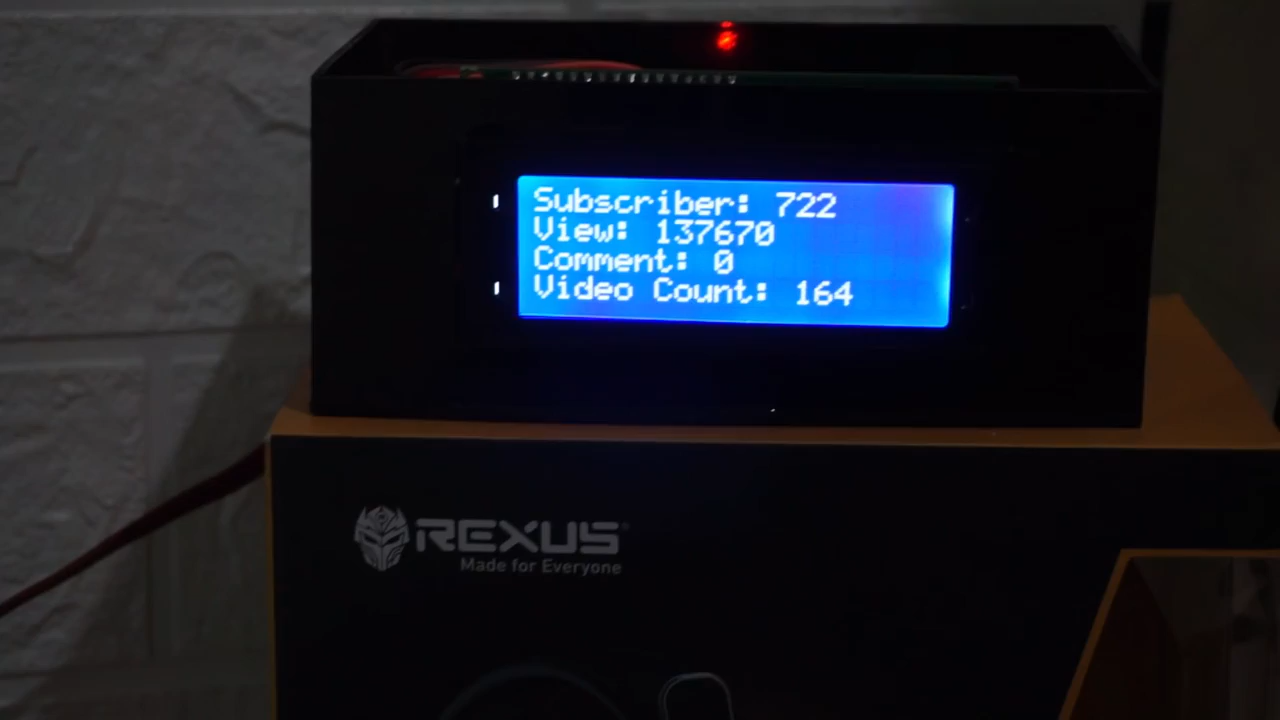 Subscriber: 722
View: 137670
Comment: 0
Video Count: 164
REXUS
Made for Everyone